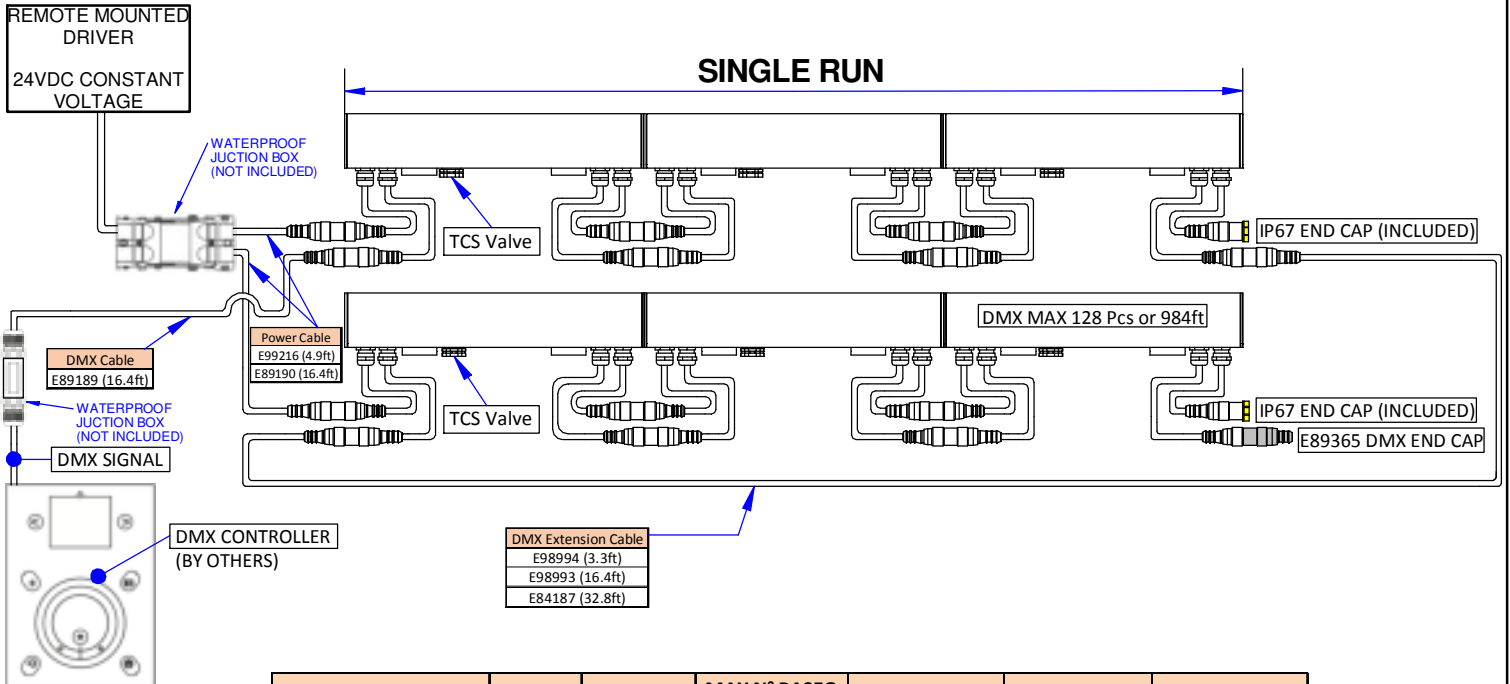 REMOTE MOUNTED
DRIVER
24VDC CONSTANT
VOLTAGE
SINGLE RUN
WATERPROOF
JUCTION BOX
(NOT INCLUDED)
TCS Valve
IP67 END CAP (INCLUDED)
DMX MAX 128 Pcs or 984ft
Power Cable
E99216 (4.9ft)
E89190 (16.4ft)
DMX Cable
E89189 (16.4ft)
WATERPROOF
JUCTION BOX
(NOT INCLUDED)
TCS Valve
IP67 END CAP (INCLUDED)
E89365 DMX END CAP
DMX SIGNAL
DMX CONTROLLER
(BY OTHERS)
DMX Extension Cable
E98994 (3.3ft)
E98993 (16.4ft)
E84187 (32.8ft)